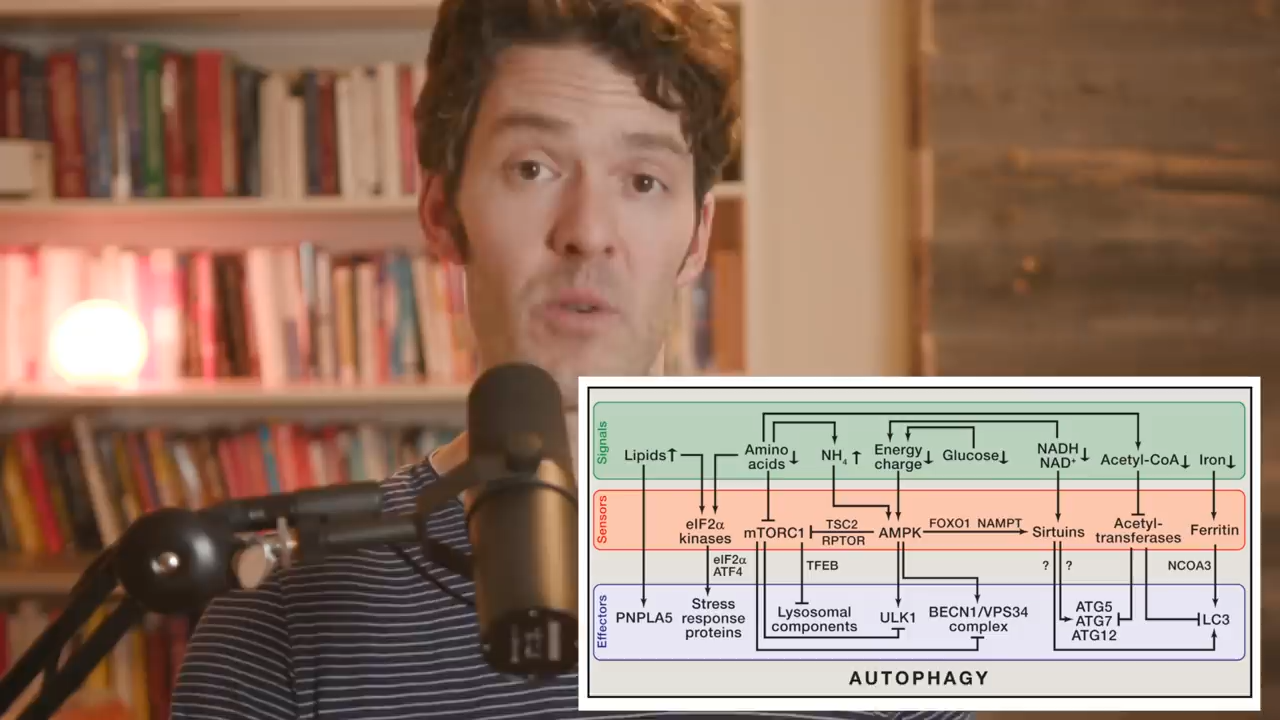 Signals
Lipids↑
Amino
acids↓
NH₄↑
Energy
charge↓
Glucose↓
NADH
NAD⁺↓
Acetyl-CoA↓
Iron↓
Sensors
eIF2α
kinases
mTORC1
TSC2
RPTOR
AMPK
FOXO1 NAMPT
Sirtuins
Acetyl-
transferases
Ferritin
eIF2α
ATF4
TFEB
?
?
NCOA3
Effectors
PNPLA5
Stress
response
proteins
Lysosomal
components
ULK1
BECN1/VPS34
complex
ATG5
ATG7
ATG12
LC3
AUTOPHAGY